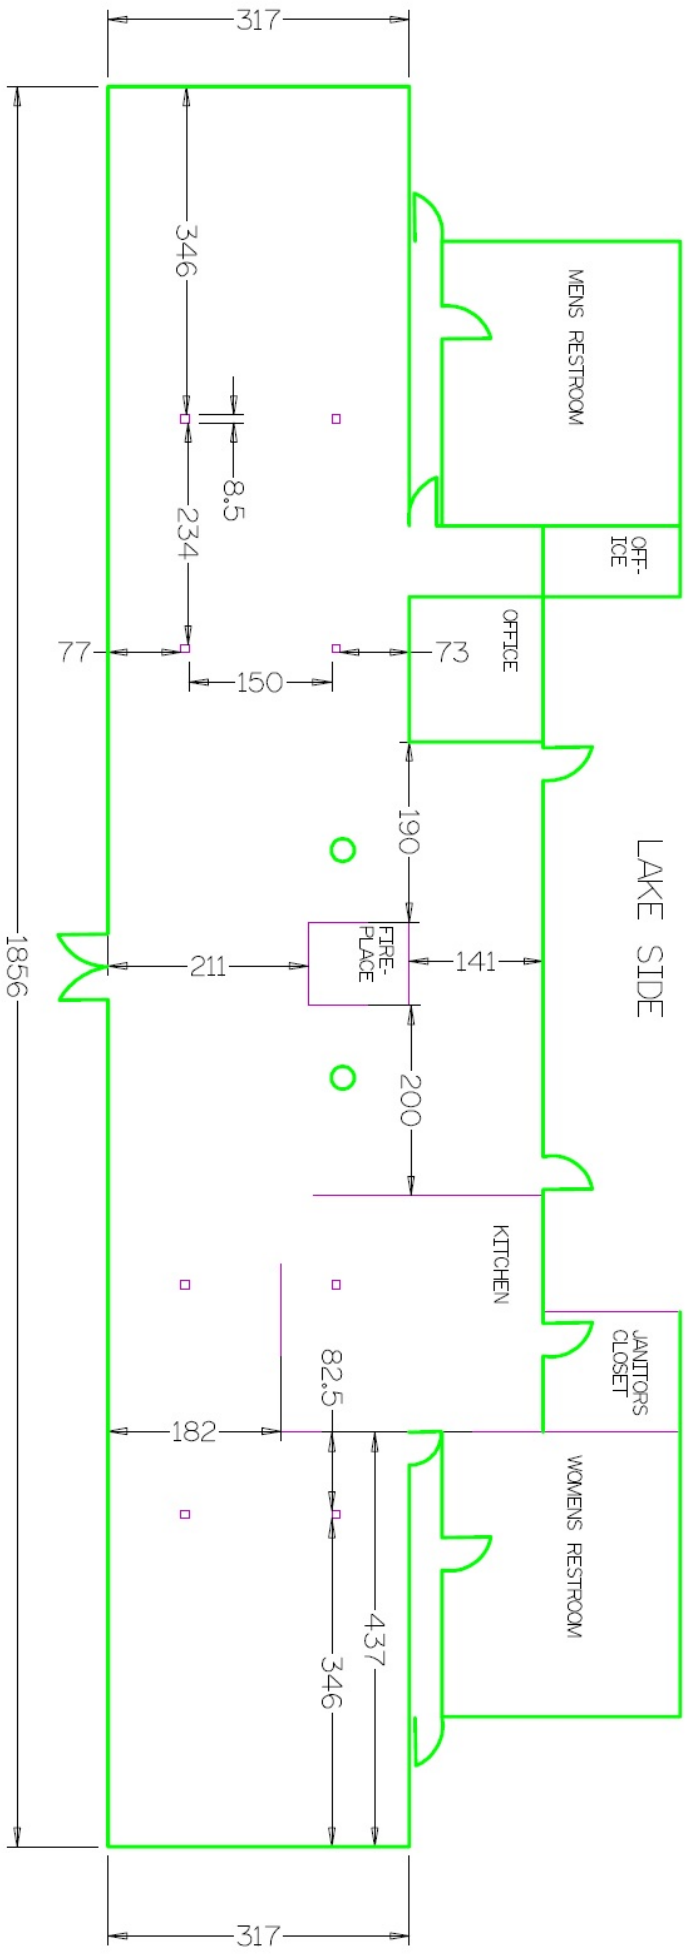 317
346
MENS RESTROOM
8.5
234
OFF-
ICE
OFFICE
77
73
150
190
LAKE SIDE
FIRE-
PLACE
211
141
1856
200
KITCHEN
JANITORS
CLOSET
82.5
182
WOMENS RESTROOM
437
346
317